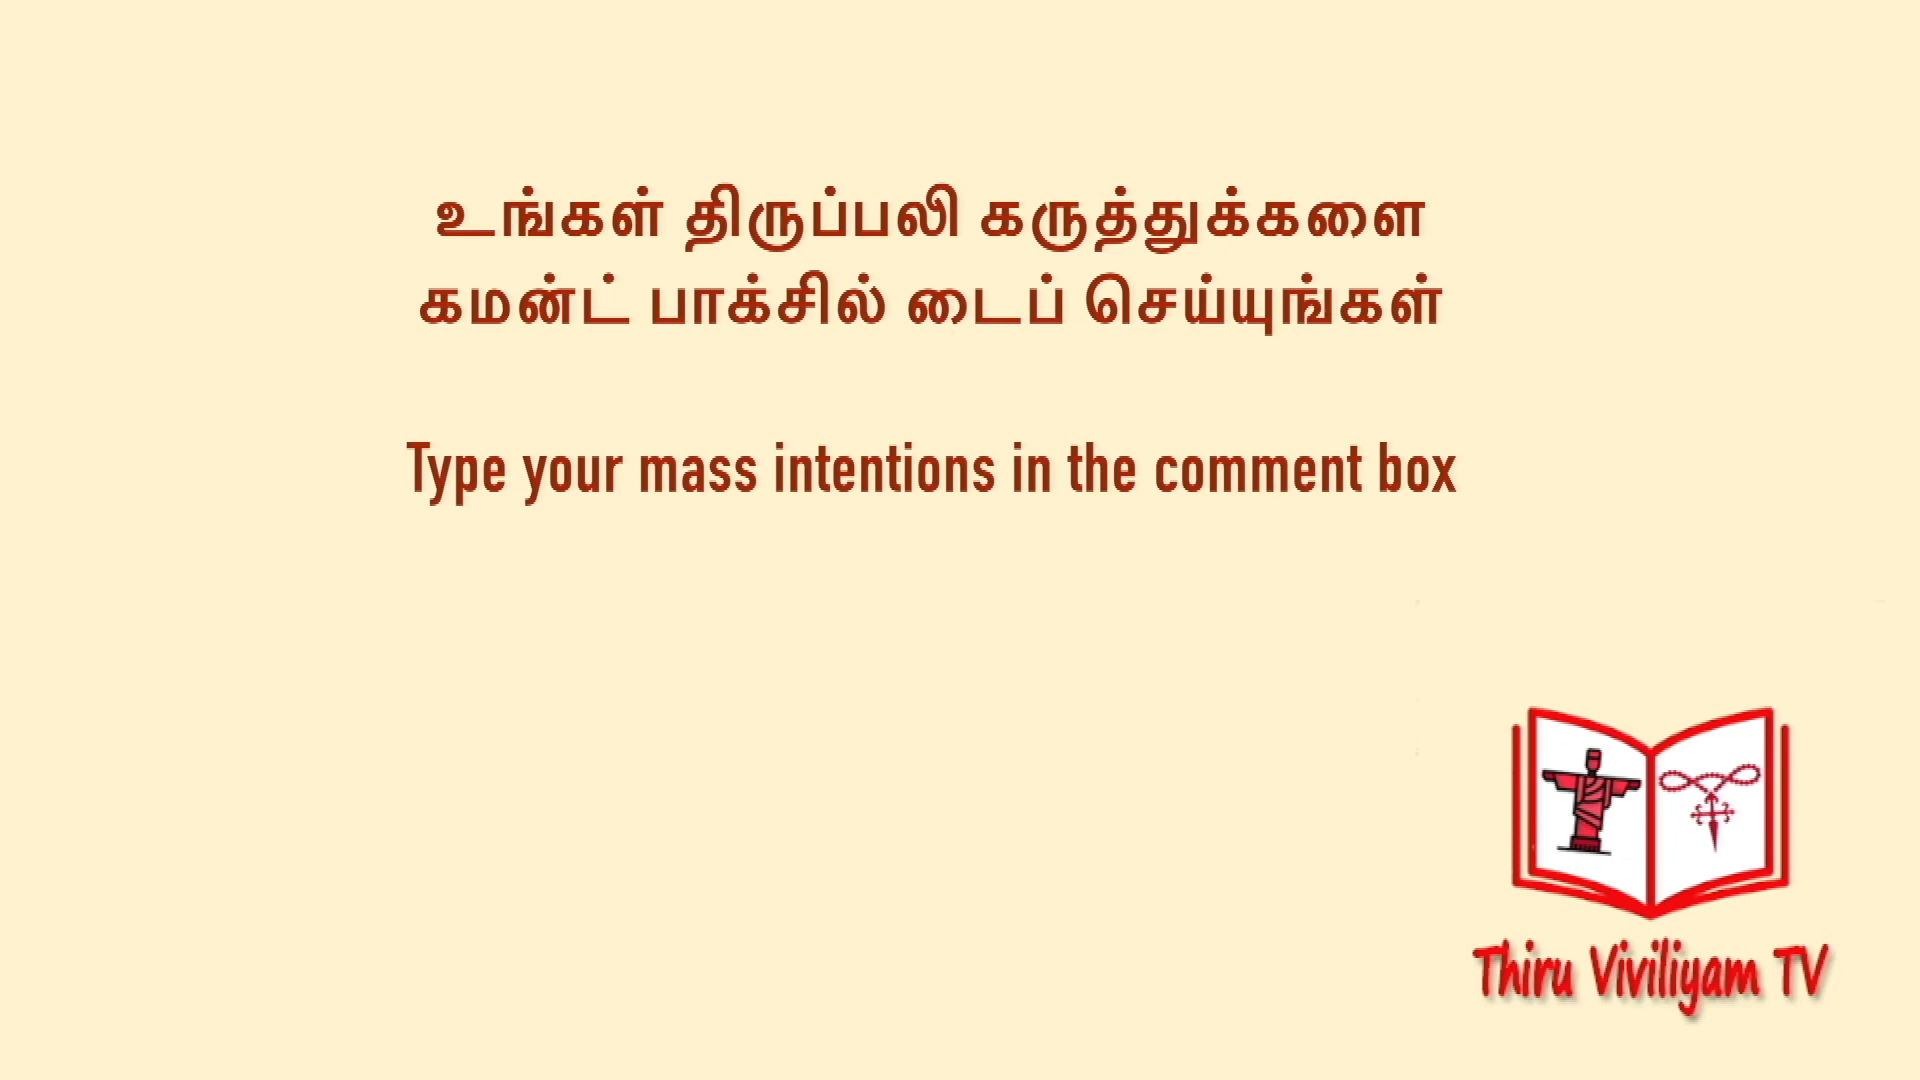 உங்கள் திருப்பலி கருத்துக்களை
கமன்ட் பாக்சில் டைப் செய்யுங்கள்
Type your mass intentions in the comment box
Thiru Viviliyam TV